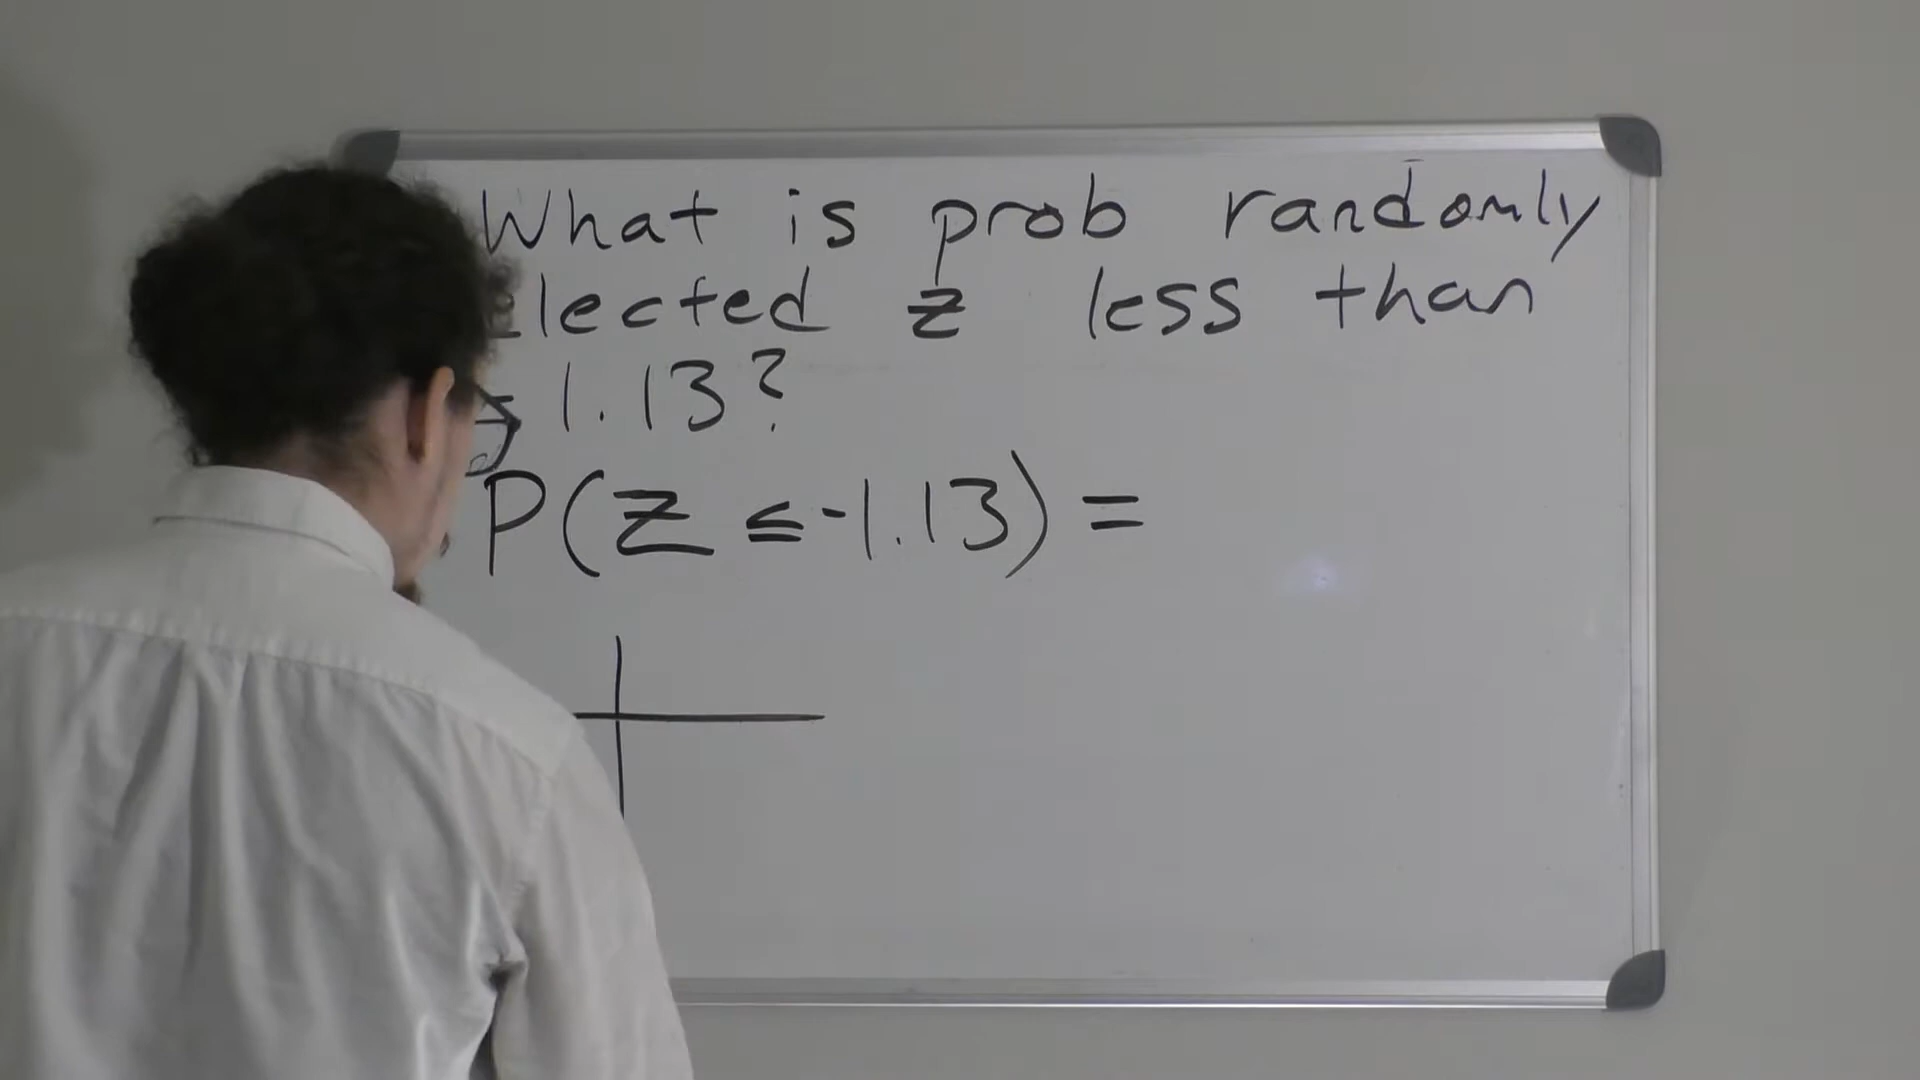 What is prob randomly
elected z less than
- 1.13?
P(Z ≤ -1.13) =